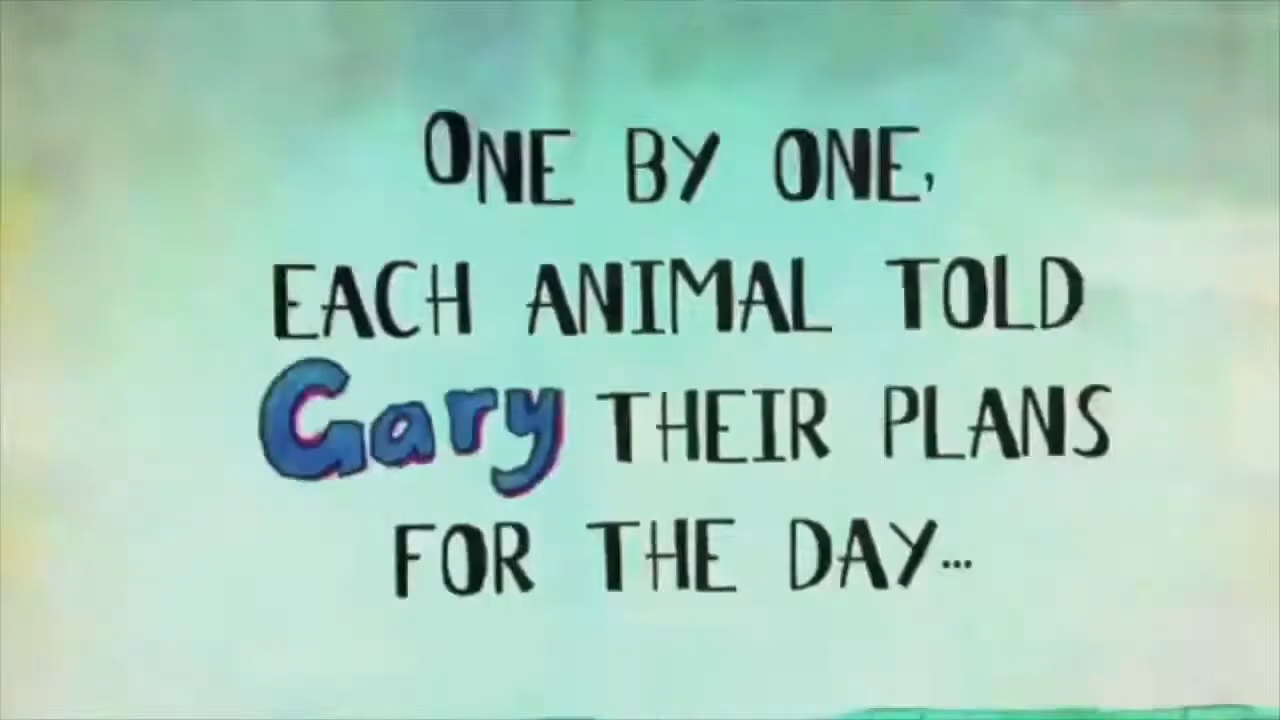 ONE BY ONE,
EACH ANIMAL TOLD
Gary THEIR PLANS
FOR THE DAY...